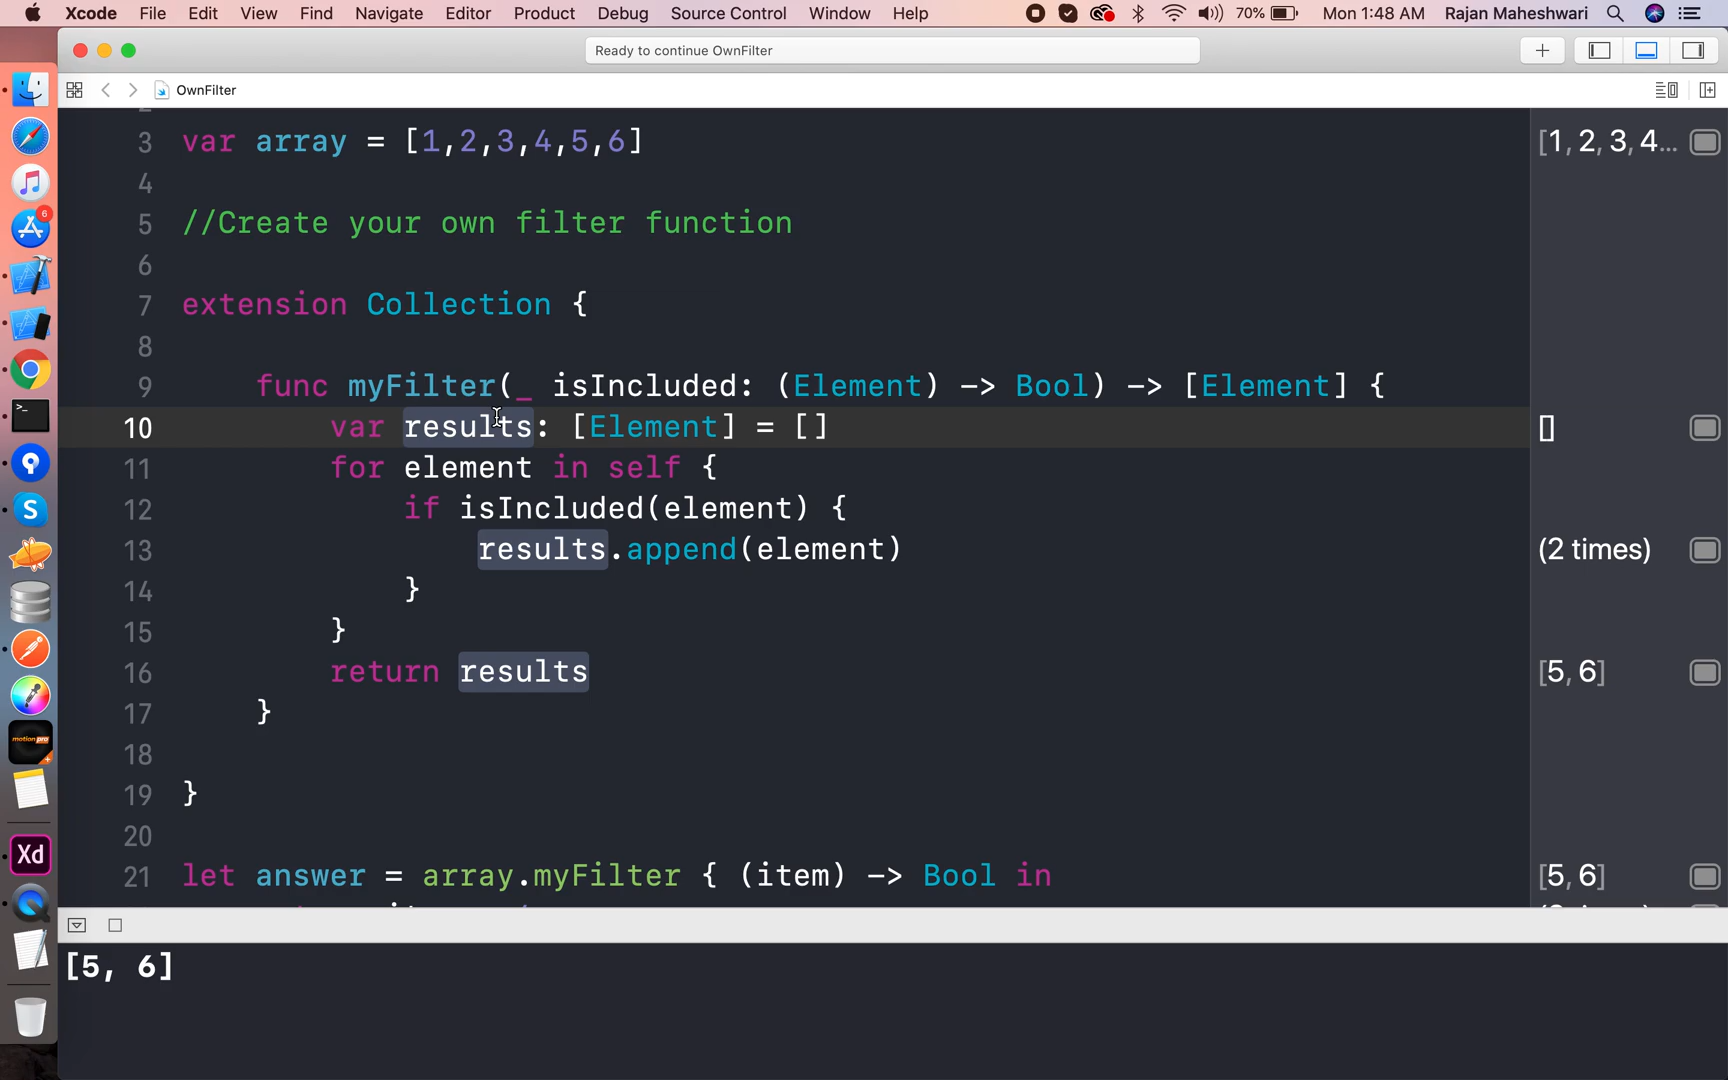 Xcode File Edit View Find Navigate Editor Product Debug Source Control Window Help 70% Mon 1:48 AM Rajan Maheshwari
Ready to continue OwnFilter
OwnFilter
3 var array = [1,2,3,4,5,6] [1, 2, 3, 4...
4
5 //Create your own filter function
6
7 extension Collection {
8
9 func myFilter(_ isIncluded: (Element) -> Bool) -> [Element] {
10 var results: [Element] = [] []
11 for element in self {
12 if isIncluded(element) {
13 results.append(element) (2 times)
14 }
15 }
16 return results [5, 6]
17 }
18
19 }
20
21 let answer = array.myFilter { (item) -> Bool in [5, 6]
[5, 6]
6
S
motion pro
Xd